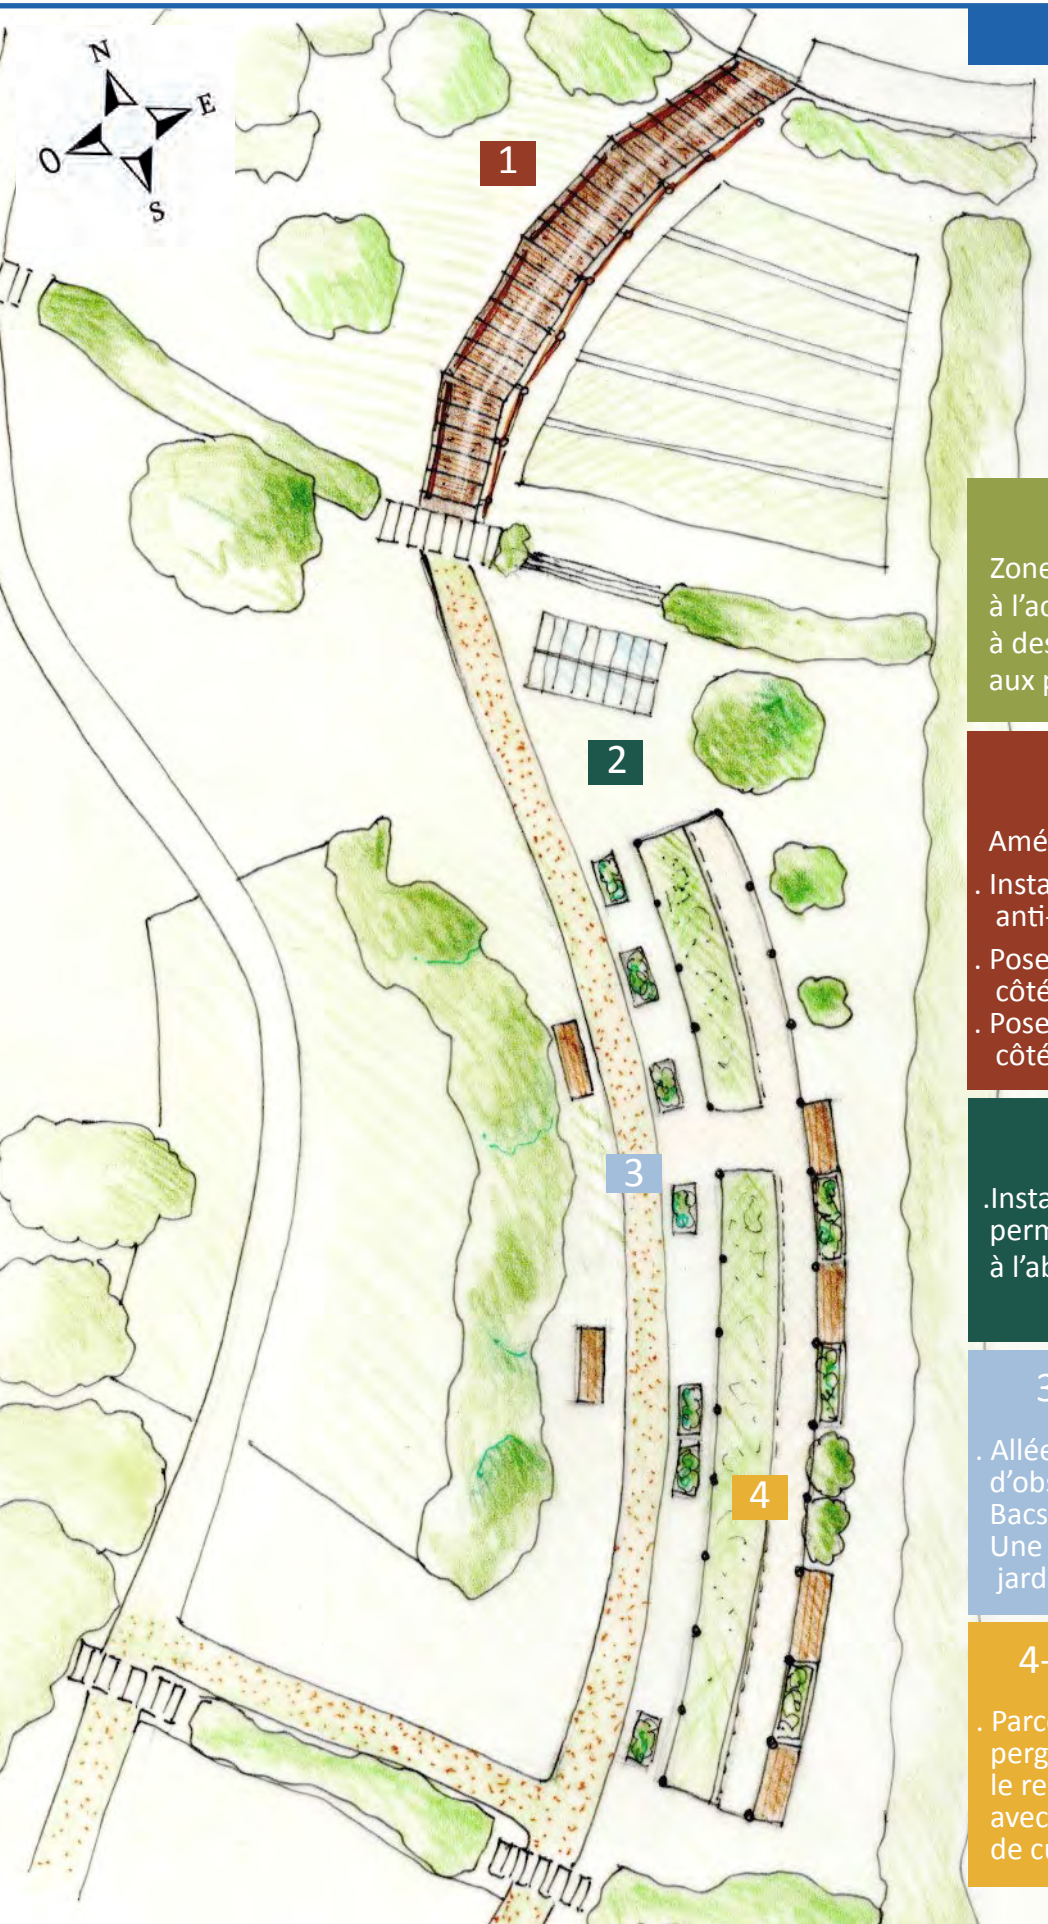 N
E
O
S
1
2
3
4
Zone
à l’ac
à des
aux p
Amé
. Insta
anti-
. Pose
côté
. Pose
côté
.Insta
perm
à l’ab
3
. Allée
d’obs
Bacs
Une
jard
4-
. Parc
perg
le re
avec
de cu